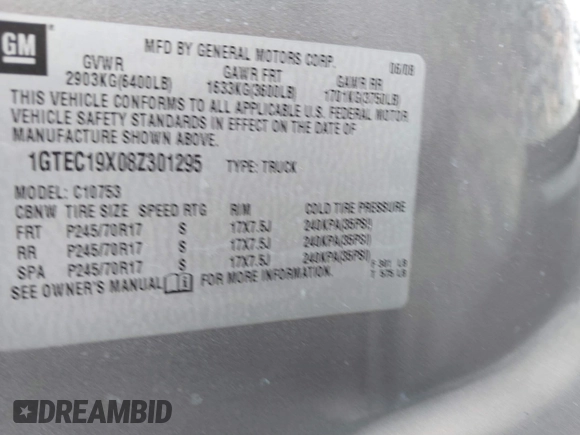 GM
MFD BY GENERAL MOTORS CORP.
06/08
GVWR GAWR FRT GAWR RR
2903KG(6400LB) 1633KG(3600LB) 1701KG(3750LB)
THIS VEHICLE CONFORMS TO ALL APPLICABLE U.S. FEDERAL MOTOR
VEHICLE SAFETY STANDARDS IN EFFECT ON THE DATE OF
MANUFACTURE SHOWN ABOVE.
1GTEC19X08Z301295 TYPE: TRUCK
MODEL: C10753
CBNW TIRE SIZE SPEED RTG RIM COLD TIRE PRESSURE
FRT P245/70R17 S 17X7.5J 240KPA(35PSI)
RR P245/70R17 S 17X7.5J 240KPA(35PSI)
SPA P245/70R17 S 17X7.5J 240KPA(35PSI)
SEE OWNER'S MANUAL FOR MORE INFORMATION.
LB
LB
DREAMBID